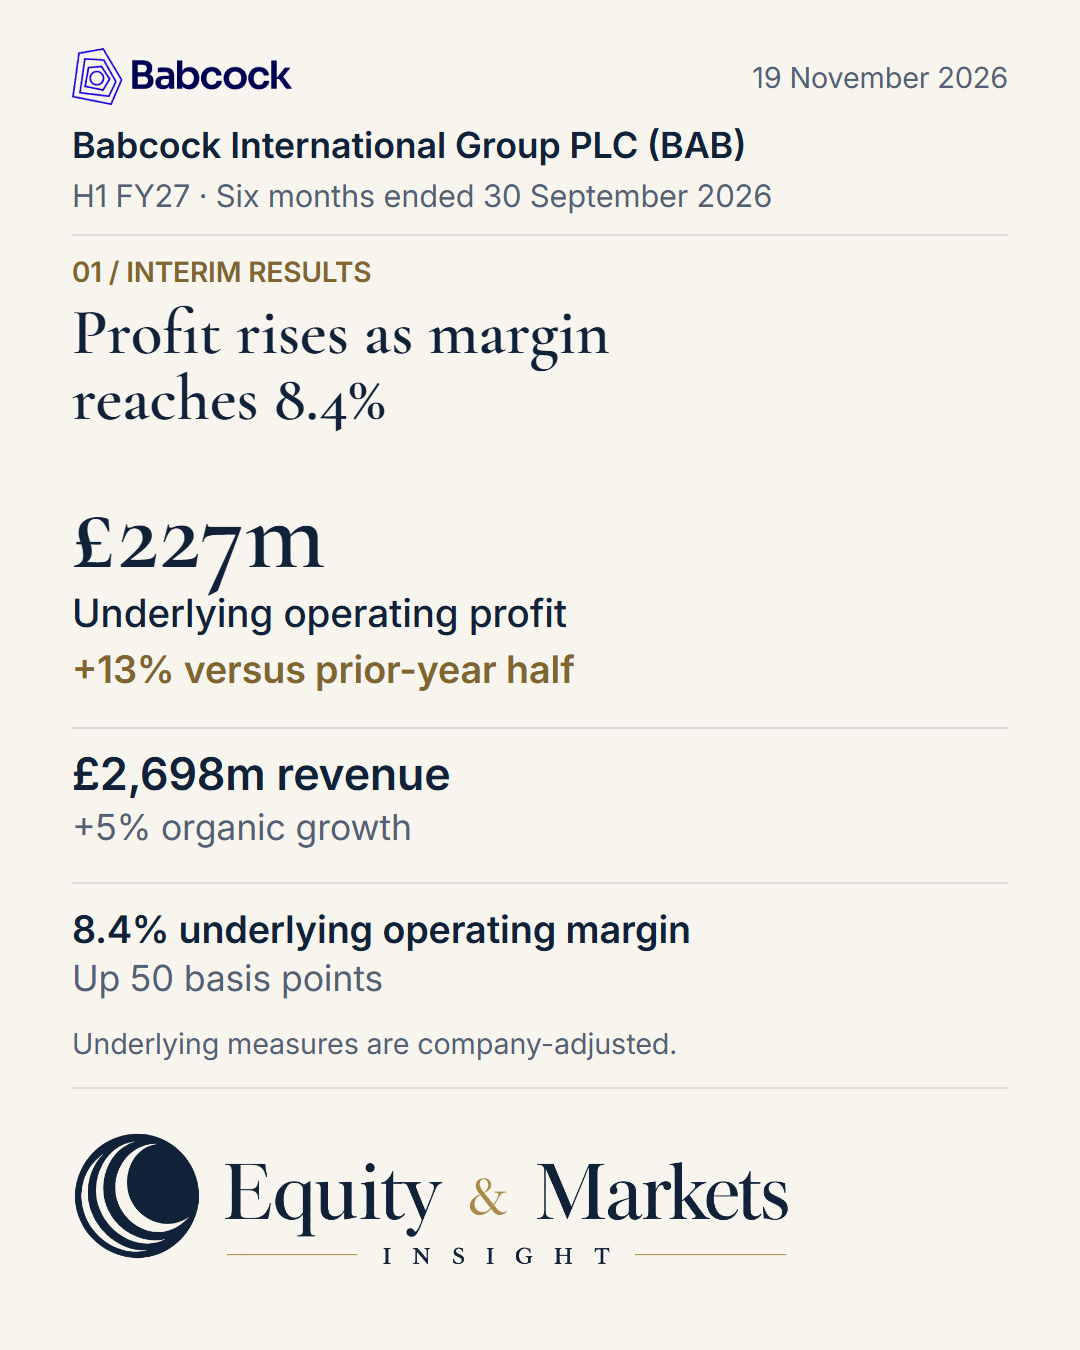 Babcock
19 November 2026
Babcock International Group PLC (BAB)
H1 FY27 · Six months ended 30 September 2026
01 / INTERIM RESULTS
Profit rises as margin
reaches 8.4%
£227m
Underlying operating profit
+13% versus prior-year half
£2,698m revenue
+5% organic growth
8.4% underlying operating margin
Up 50 basis points
Underlying measures are company-adjusted.
Equity & Markets
INSIGHT